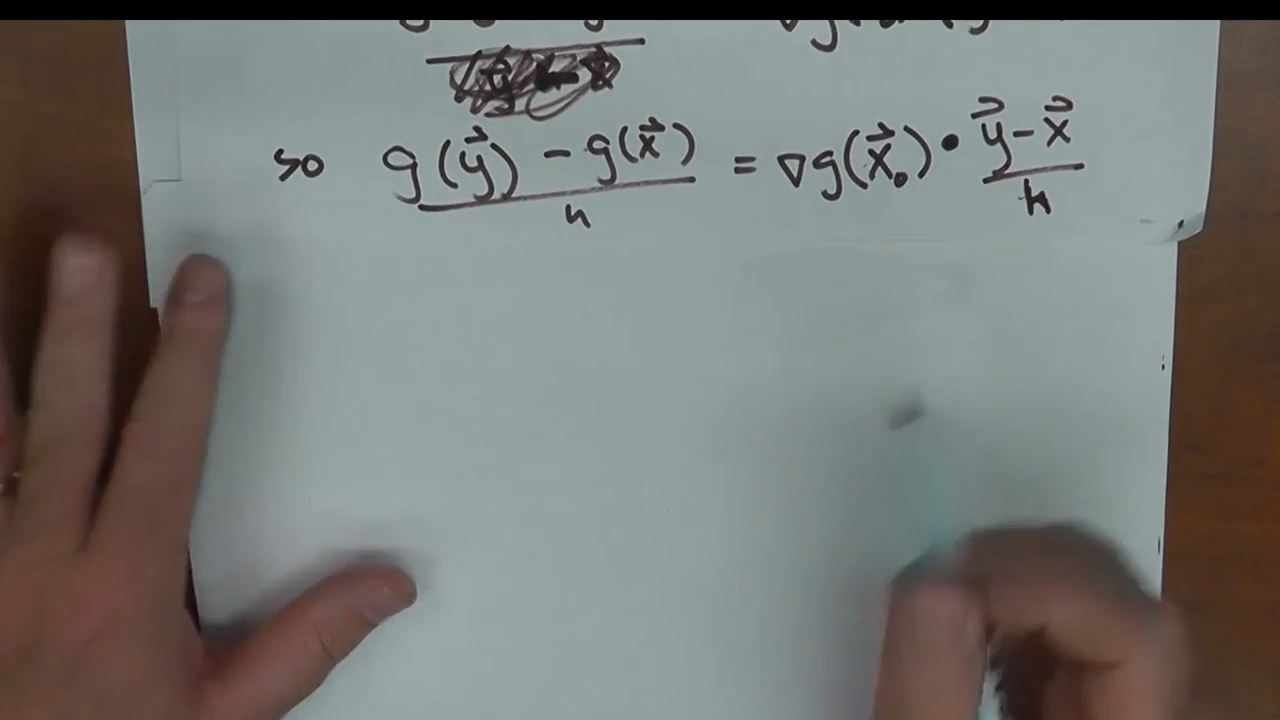 so g(y⃗) - g(x⃗) / h = ∇g(x⃗₀) • y⃗ - x⃗ / h